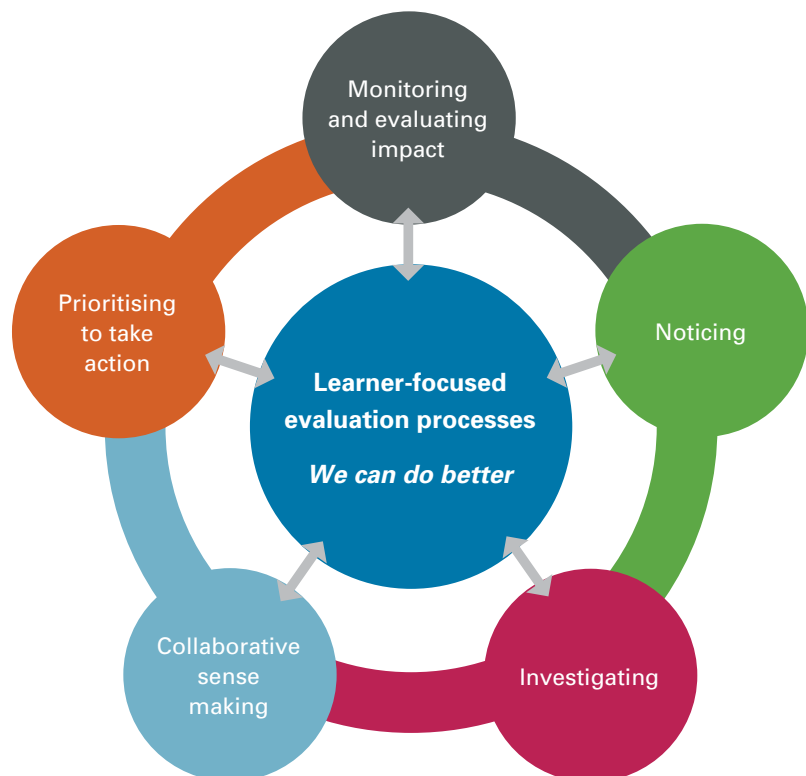 Monitoring
and evaluating
impact
Noticing
Investigating
Collaborative
sense
making
Prioritising
to take
action
Learner-focused
evaluation processes
We can do better